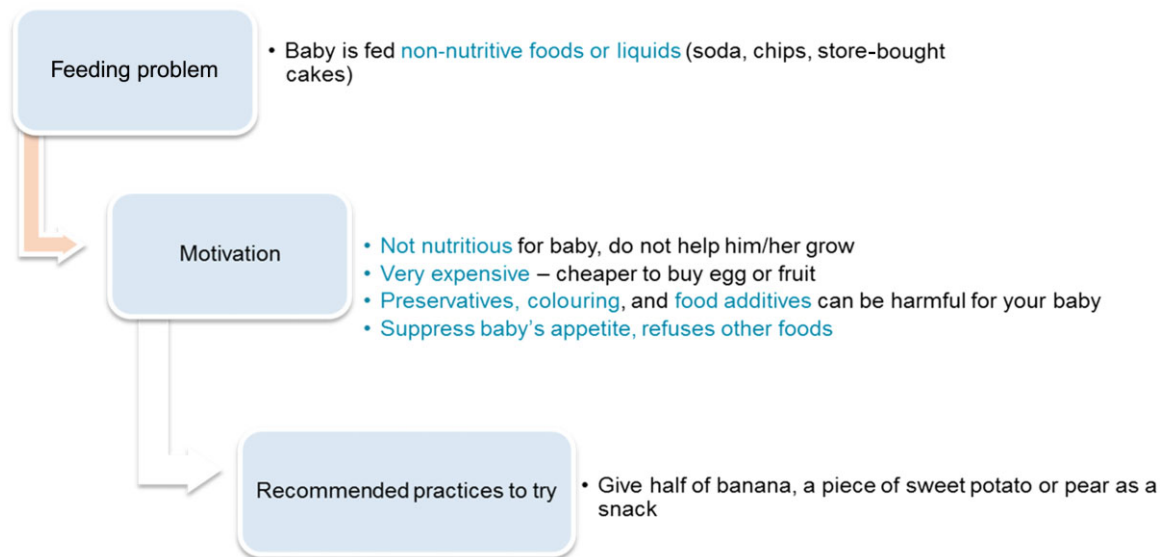 Feeding problem
• Baby is fed non-nutritive foods or liquids (soda, chips, store-bought
cakes)
Motivation
• Not nutritious for baby, do not help him/her grow
• Very expensive – cheaper to buy egg or fruit
• Preservatives, colouring, and food additives can be harmful for your baby
• Suppress baby's appetite, refuses other foods
Recommended practices to try
• Give half of banana, a piece of sweet potato or pear as a
snack